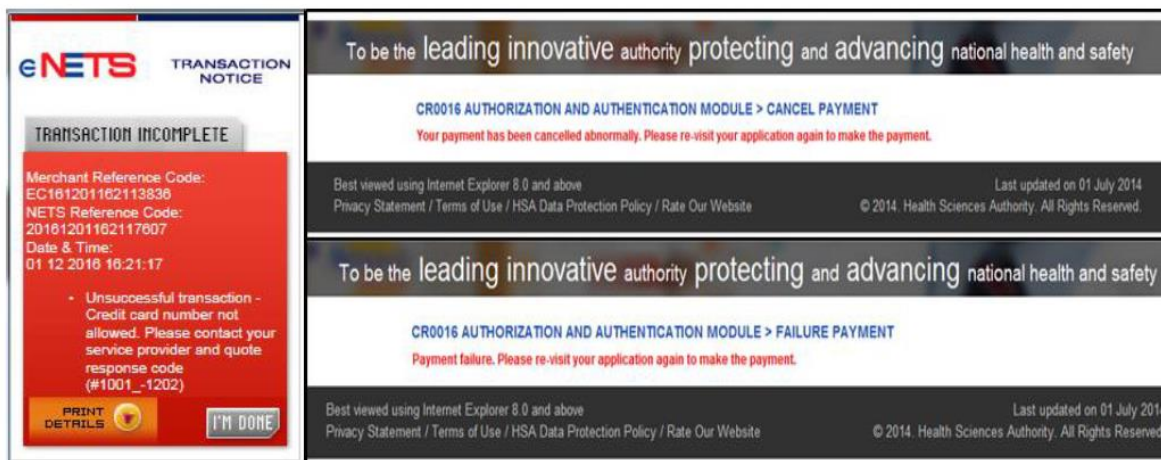 eNETS
TRANSACTION
NOTICE
TRANSACTION INCOMPLETE
Merchant Reference Code:
EC161201162113836
NETS Reference Code:
20161201162117607
Date & Time:
01 12 2016 16:21:17
• Unsuccessful transaction -
Credit card number not
allowed. Please contact your
service provider and quote
response code
(#1001_-1202)
PRINT
DETAILS
I'M DONE
To be the leading innovative authority protecting and advancing national health and safety
CR0016 AUTHORIZATION AND AUTHENTICATION MODULE > CANCEL PAYMENT
Your payment has been cancelled abnormally. Please re-visit your application again to make the payment.
Best viewed using Internet Explorer 8.0 and above
Last updated on 01 July 2014
Privacy Statement / Terms of Use / HSA Data Protection Policy / Rate Our Website
© 2014. Health Sciences Authority. All Rights Reserved.
To be the leading innovative authority protecting and advancing national health and safety
CR0016 AUTHORIZATION AND AUTHENTICATION MODULE > FAILURE PAYMENT
Payment failure. Please re-visit your application again to make the payment.
Best viewed using Internet Explorer 8.0 and above
Last updated on 01 July 2014
Privacy Statement / Terms of Use / HSA Data Protection Policy / Rate Our Website
© 2014. Health Sciences Authority. All Rights Reserved